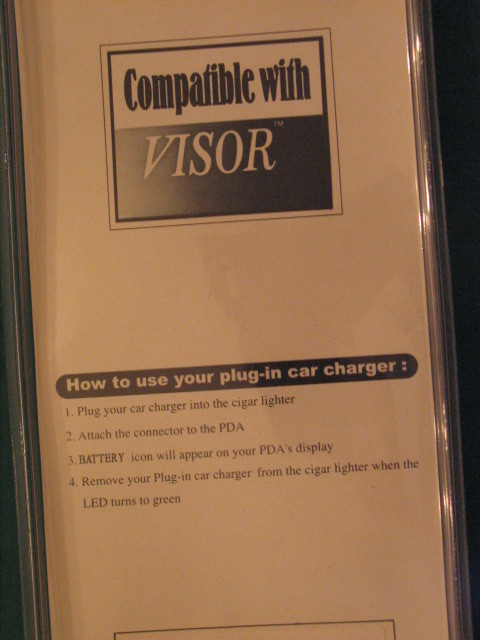 Compatible with
VISOR™
How to use your plug-in car charger :
1. Plug your car charger into the cigar lighter
2. Attach the connector to the PDA
3. BATTERY icon will appear on your PDA's display
4. Remove your Plug-in car charger from the cigar lighter when the
LED turns to green